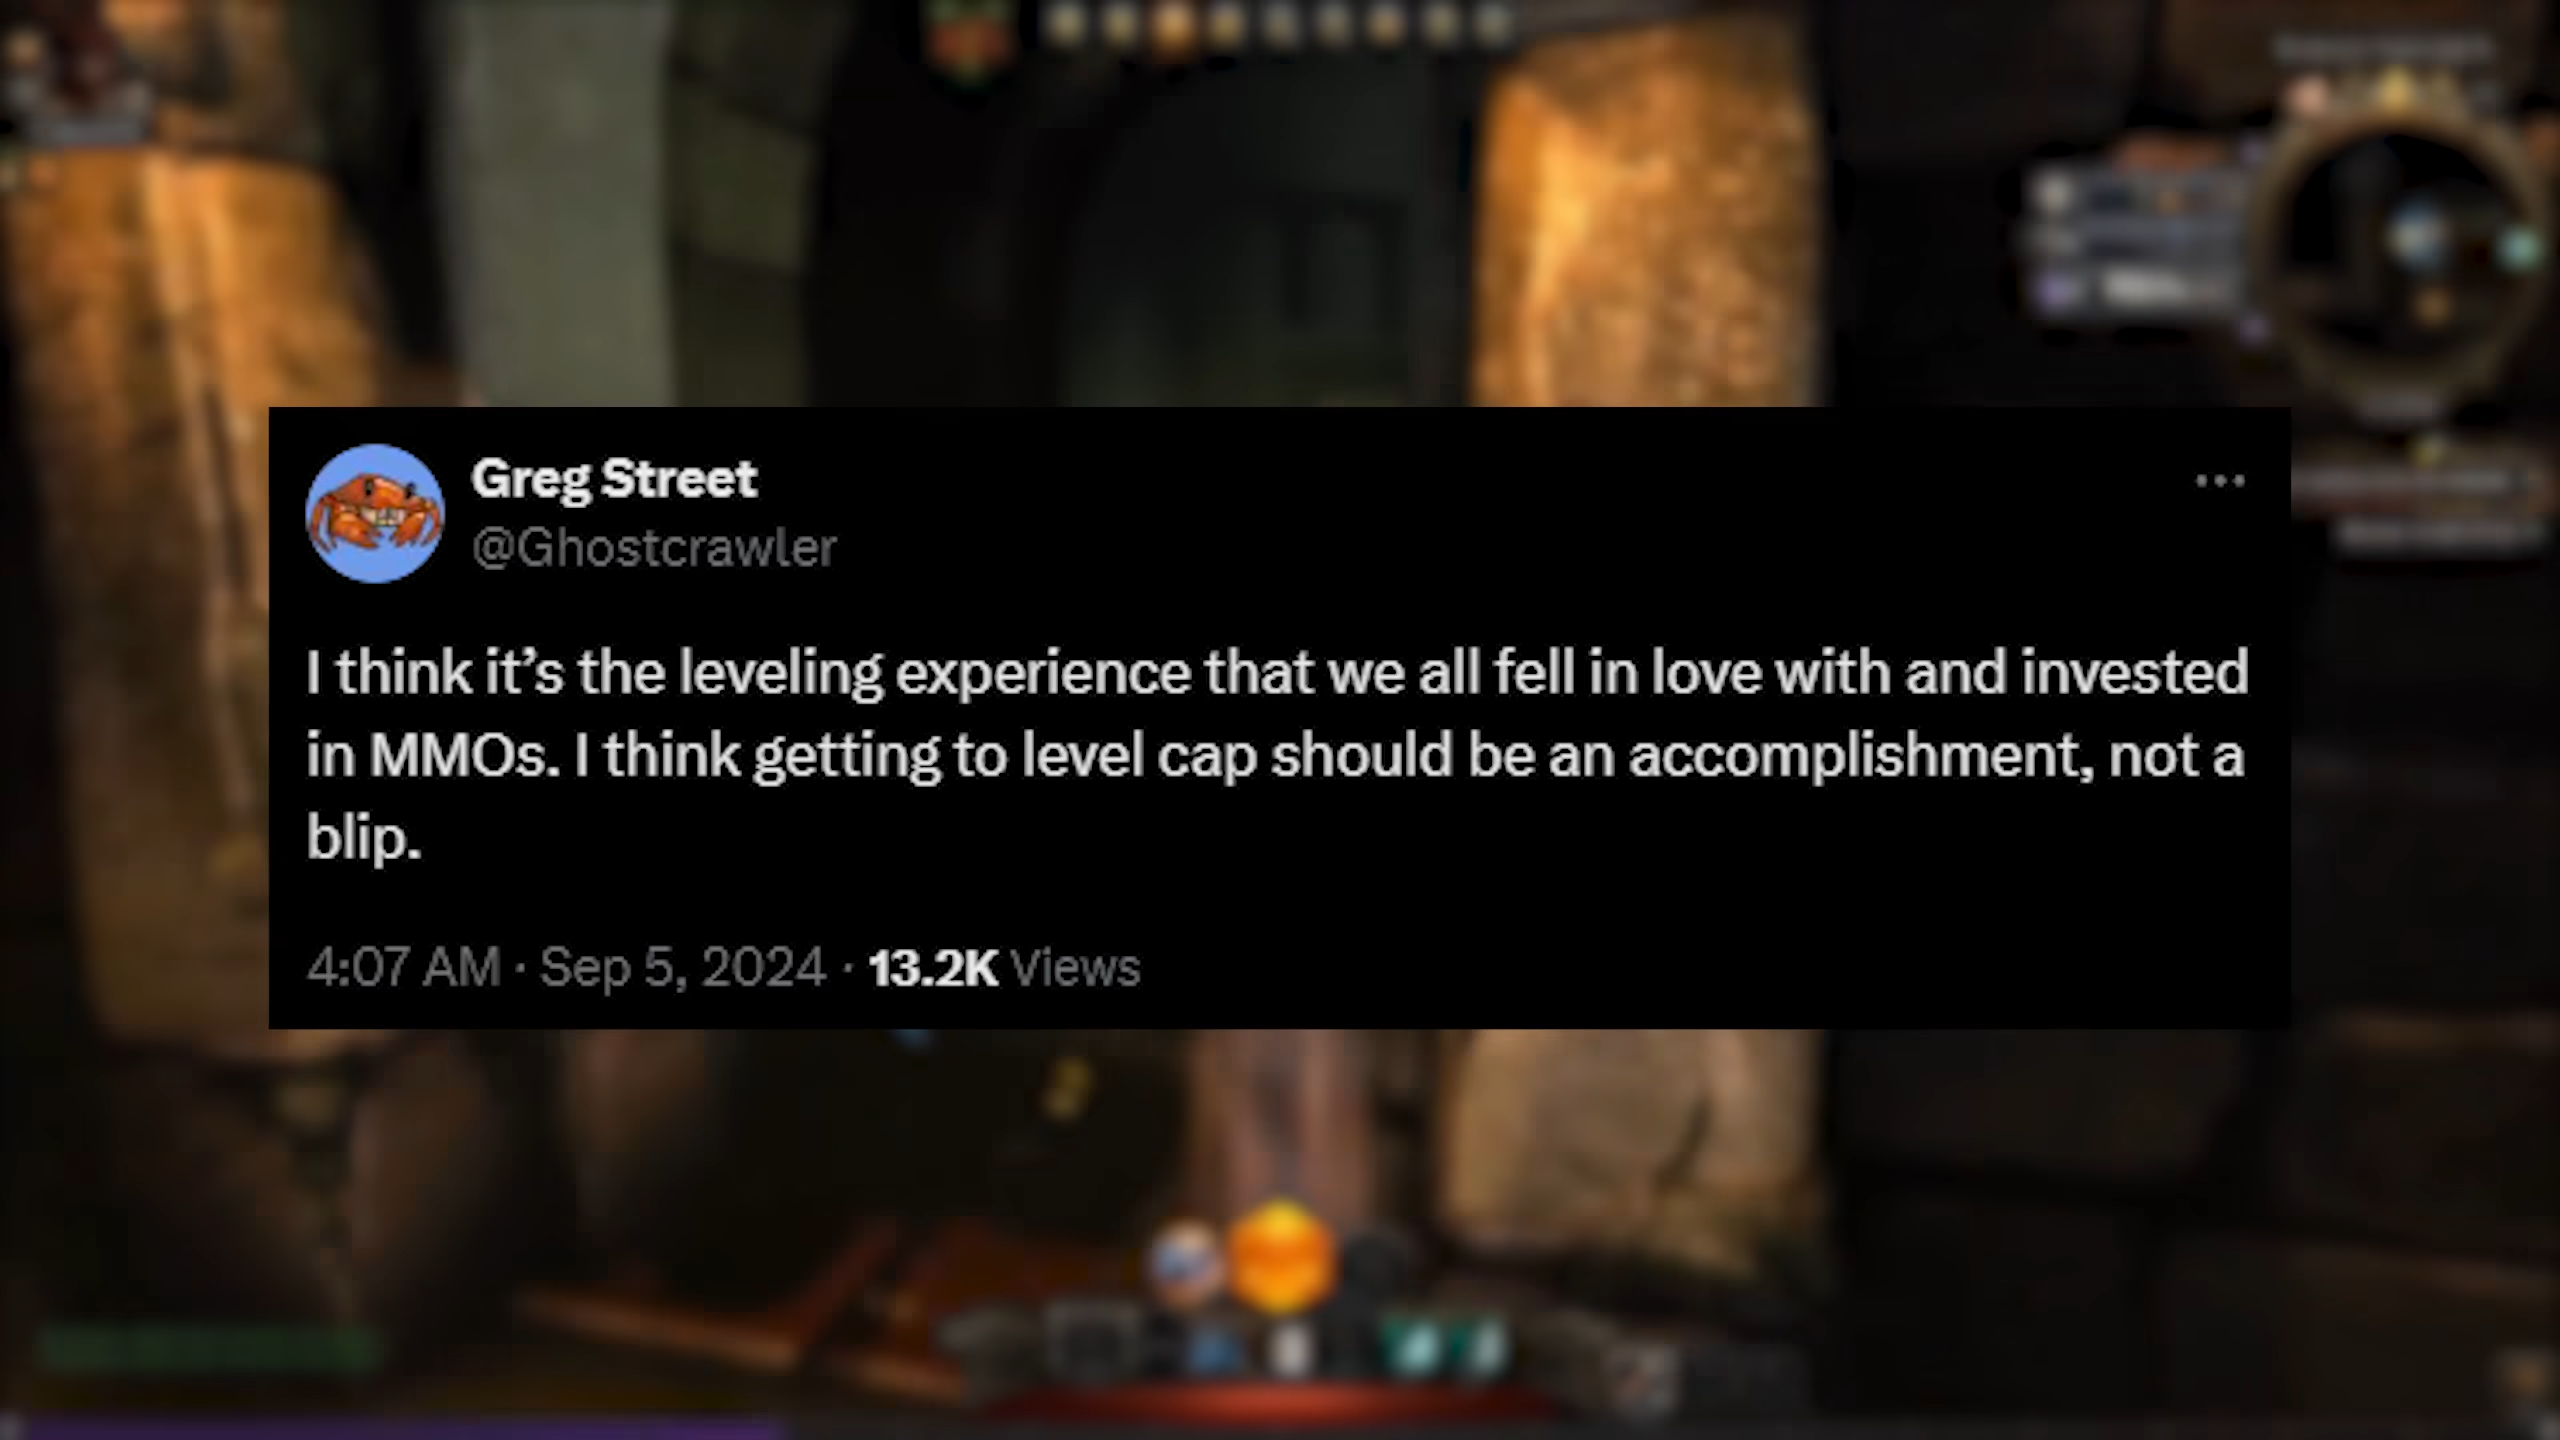 Greg Street
@Ghostcrawler
I think it’s the leveling experience that we all fell in love with and invested
in MMOs. I think getting to level cap should be an accomplishment, not a
blip.
4:07 AM · Sep 5, 2024 · 13.2K Views